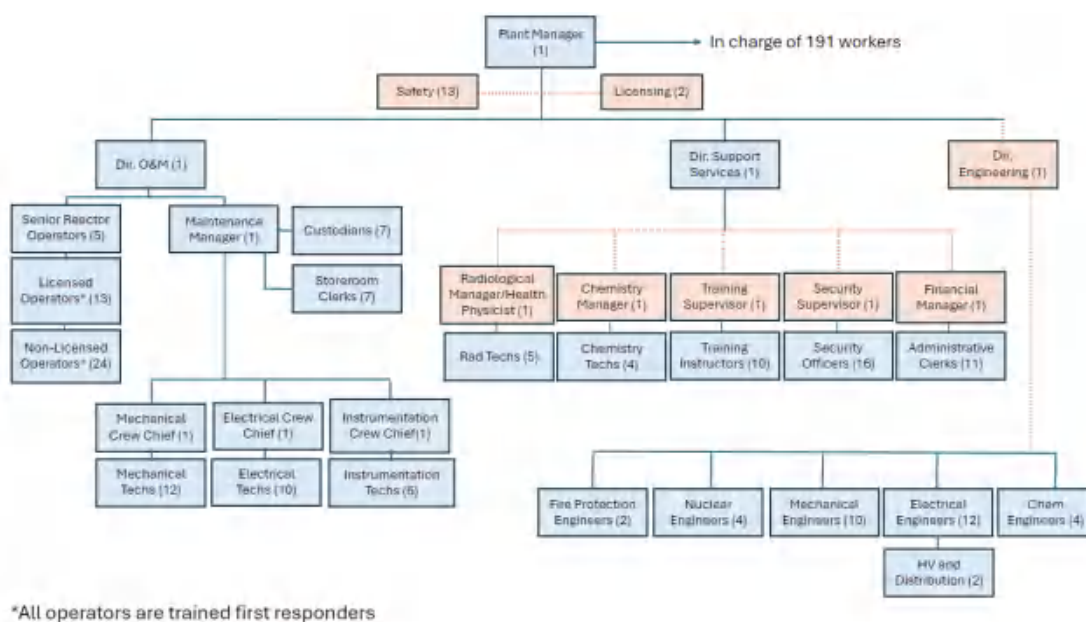 Plant Manager
(1)
In charge of 191 workers
Safety (13)
Licensing (2)
Dir. O&M (1)
Dir. Support
Services (1)
Dir.
Engineering (1)
Senior Reactor
Operators (5)
Maintenance
Manager (1)
Custodians (7)
Licensed
Operators* (13)
Storeroom
Clerks (7)
Non-Licensed
Operators* (24)
Radiological
Manager/Health
Physicist (1)
Chemistry
Manager (1)
Training
Supervisor (1)
Security
Supervisor (1)
Financial
Manager (1)
Rad Techs (5)
Chemistry
Techs (4)
Training
Instructors (10)
Security
Officers (16)
Administrative
Clerks (11)
Mechanical
Crew Chief (1)
Electrical Crew
Chief (1)
Instrumentation
Crew Chief(1)
Mechanical
Techs (12)
Electrical
Techs (10)
Instrumentation
Techs (6)
Fire Protection
Engineers (2)
Nuclear
Engineers (4)
Mechanical
Engineers (10)
Electrical
Engineers (12)
Chem
Engineers (4)
HV and
Distribution (2)
*All operators are trained first responders